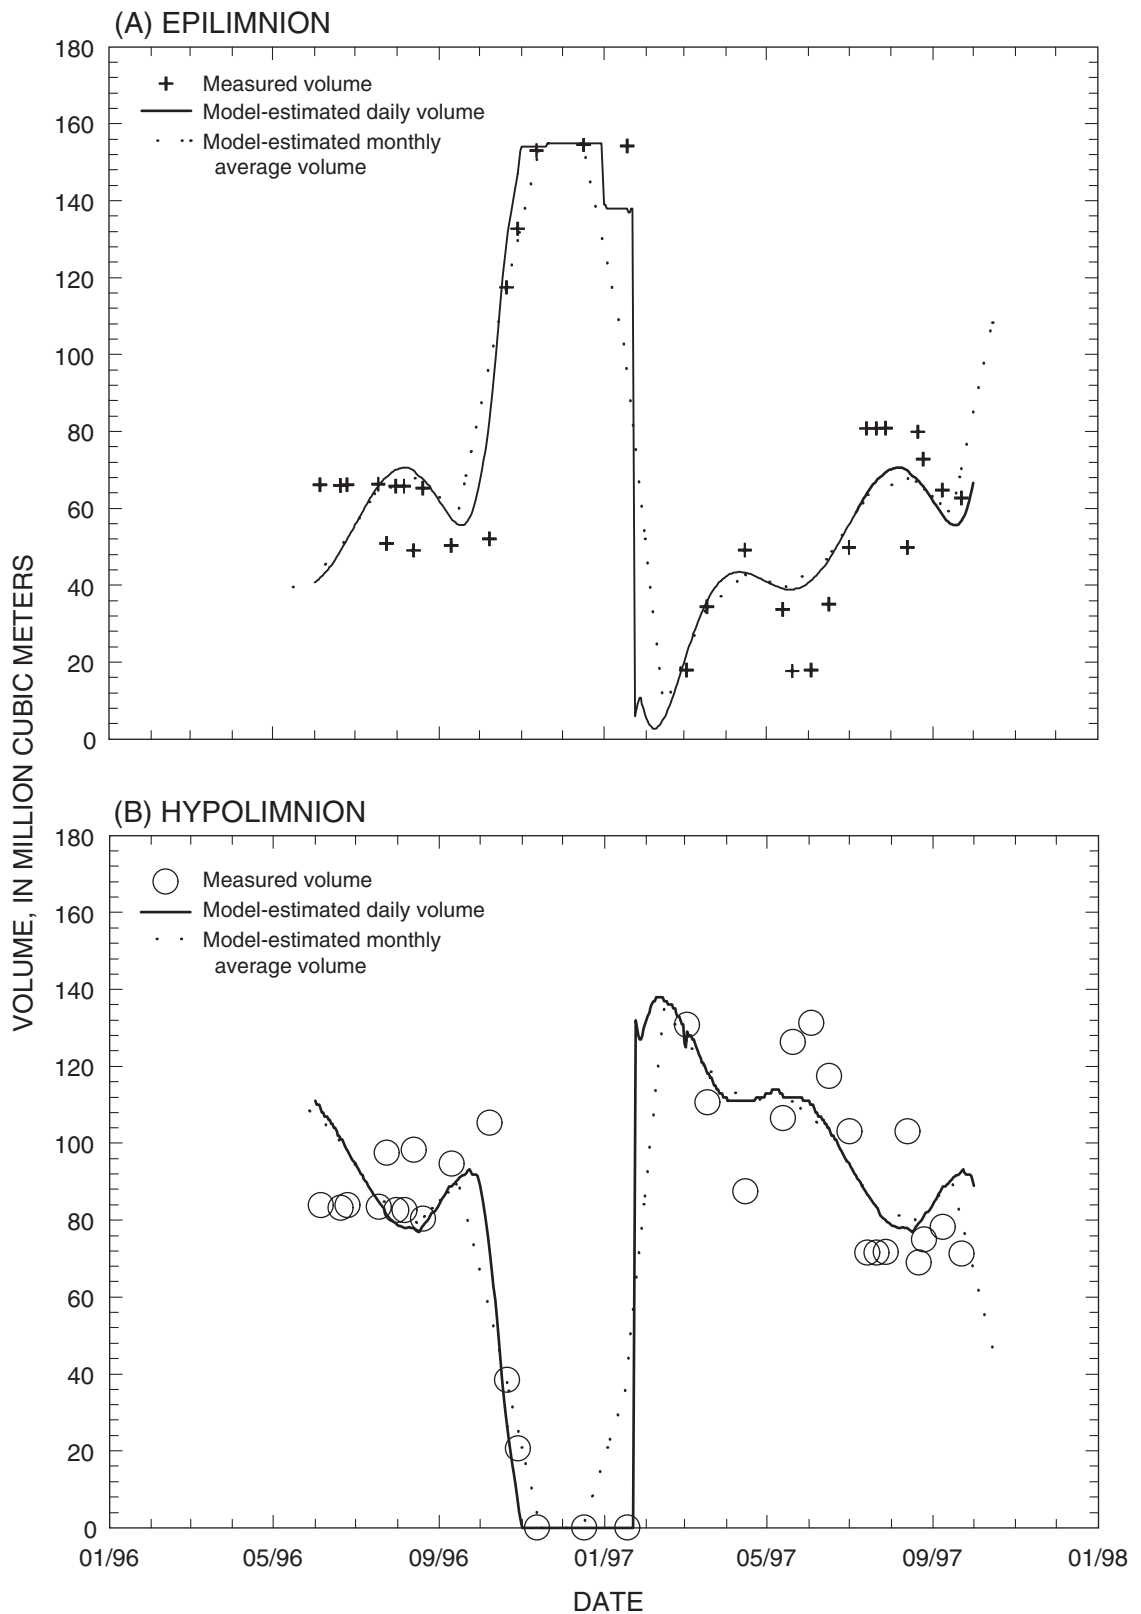 (A) EPILIMNION
180
160
140
120
100
80
60
40
20
0
Measured volume
Model-estimated daily volume
Model-estimated monthly
average volume
VOLUME, IN MILLION CUBIC METERS
(B) HYPOLIMNION
180
160
140
120
100
80
60
40
20
0
Measured volume
Model-estimated daily volume
Model-estimated monthly
average volume
01/96 05/96 09/96 01/97 05/97 09/97 01/98
DATE